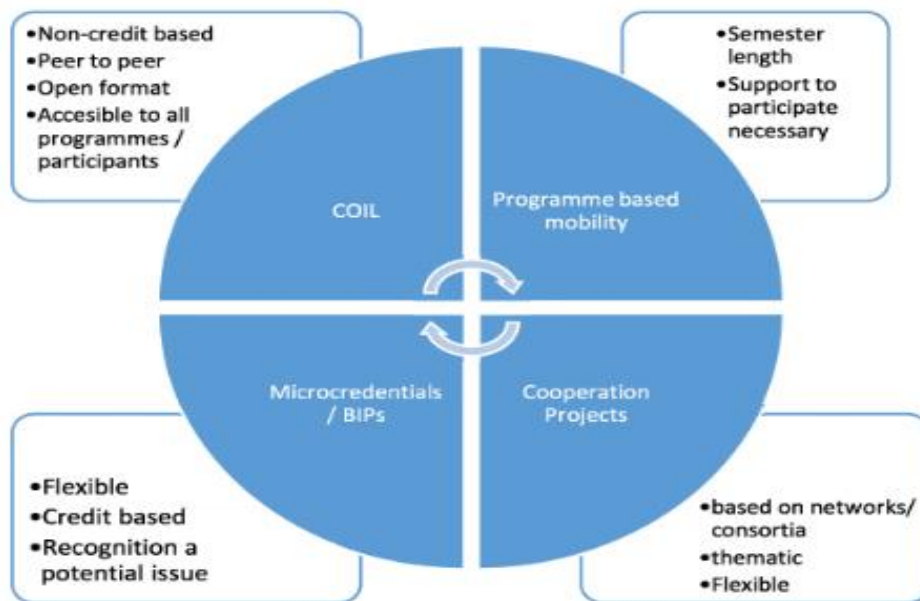 •Non-credit based
•Peer to peer
•Open format
•Accesible to all
programmes /
participants
•Semester
length
•Support to
participate
necessary
COIL
Programme based
mobility
Microcredentials
/ BIPs
Cooperation
Projects
•Flexible
•Credit based
•Recognition a
potential issue
•based on networks/
consortia
•thematic
•Flexible